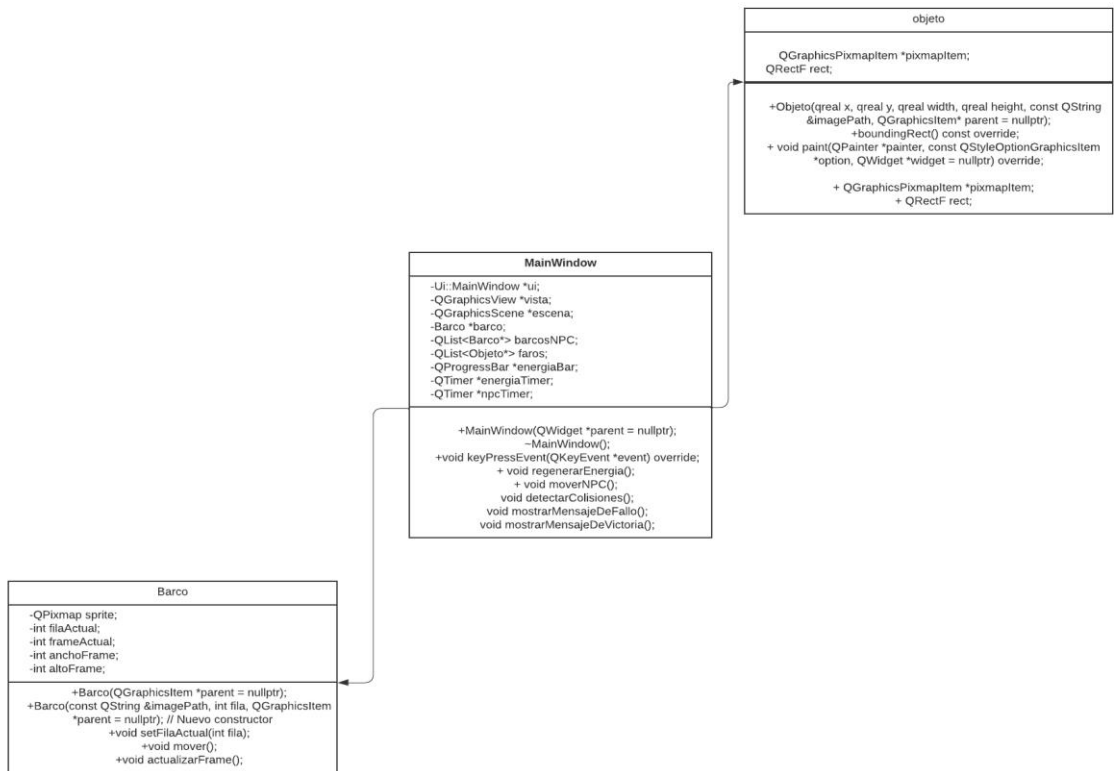 objeto
QGraphicsPixmapItem *pixmapItem;
QRectF rect;
+Objeto(qreal x, qreal y, qreal width, qreal height, const QString
&imagePath, QGraphicsItem* parent = nullptr);
+boundingRect() const override;
+ void paint(QPainter *painter, const QStyleOptionGraphicsItem
*option, QWidget *widget = nullptr) override;
+ QGraphicsPixmapItem *pixmapItem;
+ QRectF rect;
MainWindow
-Ui::MainWindow *ui;
-QGraphicsView *vista;
-QGraphicsScene *escena;
-Barco *barco;
-QList<Barco*> barcosNPC;
-QList<Objeto*> faros;
-QProgressBar *energiaBar;
-QTimer *energiaTimer;
-QTimer *npcTimer;
+MainWindow(QWidget *parent = nullptr);
~MainWindow();
+void keyPressEvent(QKeyEvent *event) override;
+ void regenerarEnergia();
+ void moverNPC();
void detectarColisiones();
void mostrarMensajeDeFallo();
void mostrarMensajeDeVictoria();
Barco
-QPixmap sprite;
-int filaActual;
-int frameActual;
-int anchoFrame;
-int altoFrame;
+Barco(QGraphicsItem *parent = nullptr);
+Barco(const QString &imagePath, int fila, QGraphicsItem
*parent = nullptr); // Nuevo constructor
+void setFilaActual(int fila);
+void mover();
+void actualizarFrame();